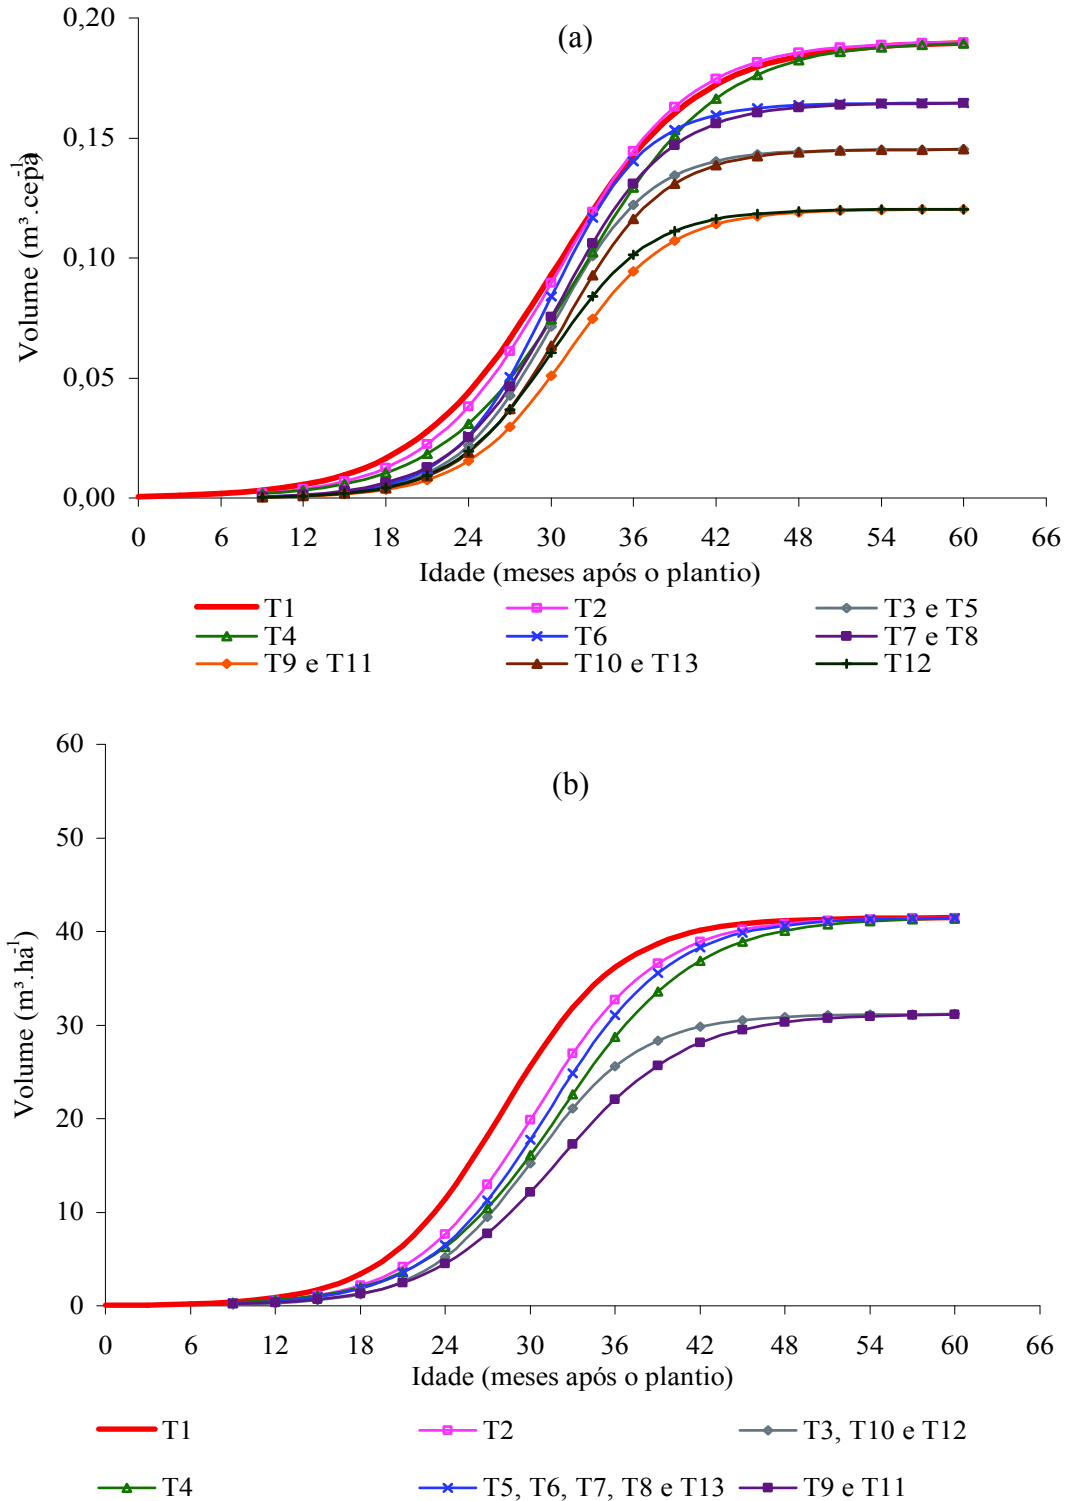 (a)
0,20
0,15
0,10
0,05
0,00
Volume (m³.cepa⁻¹)
0 6 12 18 24 30 36 42 48 54 60 66
Idade (meses após o plantio)
T1 T2 T3 e T5
T4 T6 T7 e T8
T9 e T11 T10 e T13 T12
(b)
60
50
40
30
20
10
0
Volume (m³.ha⁻¹)
0 6 12 18 24 30 36 42 48 54 60 66
Idade (meses após o plantio)
T1 T2 T3, T10 e T12
T4 T5, T6, T7, T8 e T13 T9 e T11